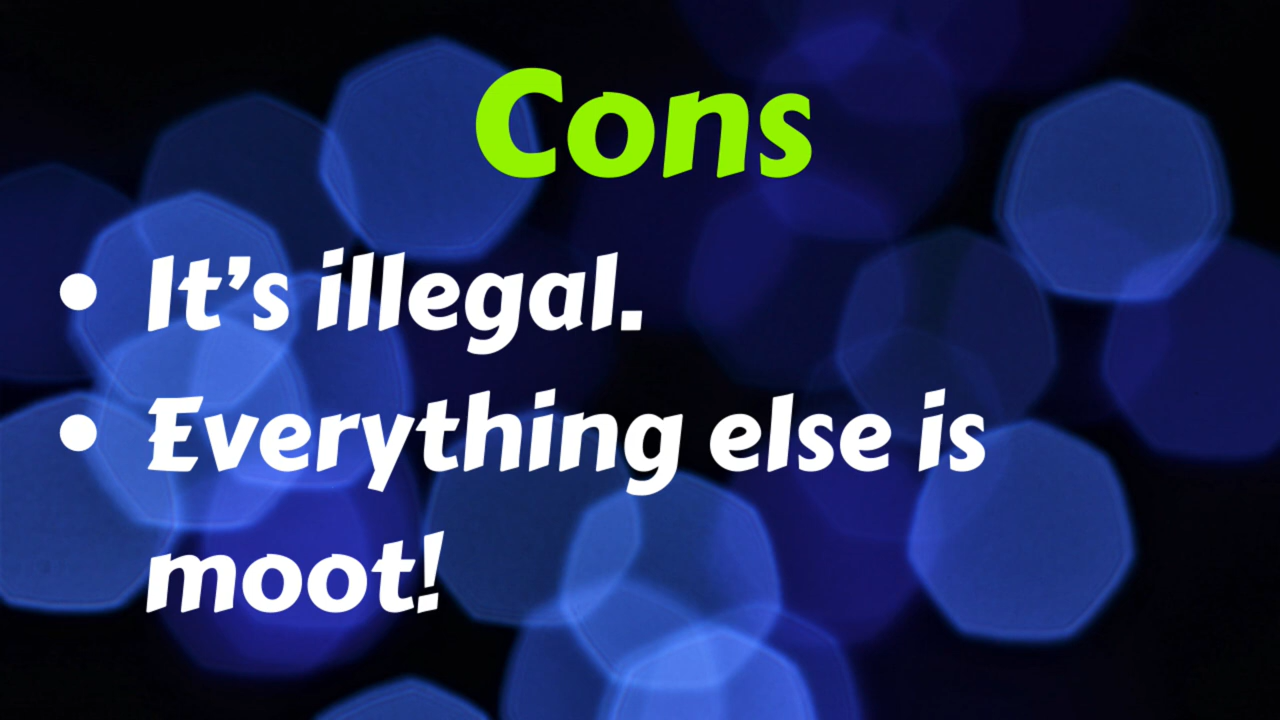 Cons
• It’s illegal.
• Everything else is
moot!